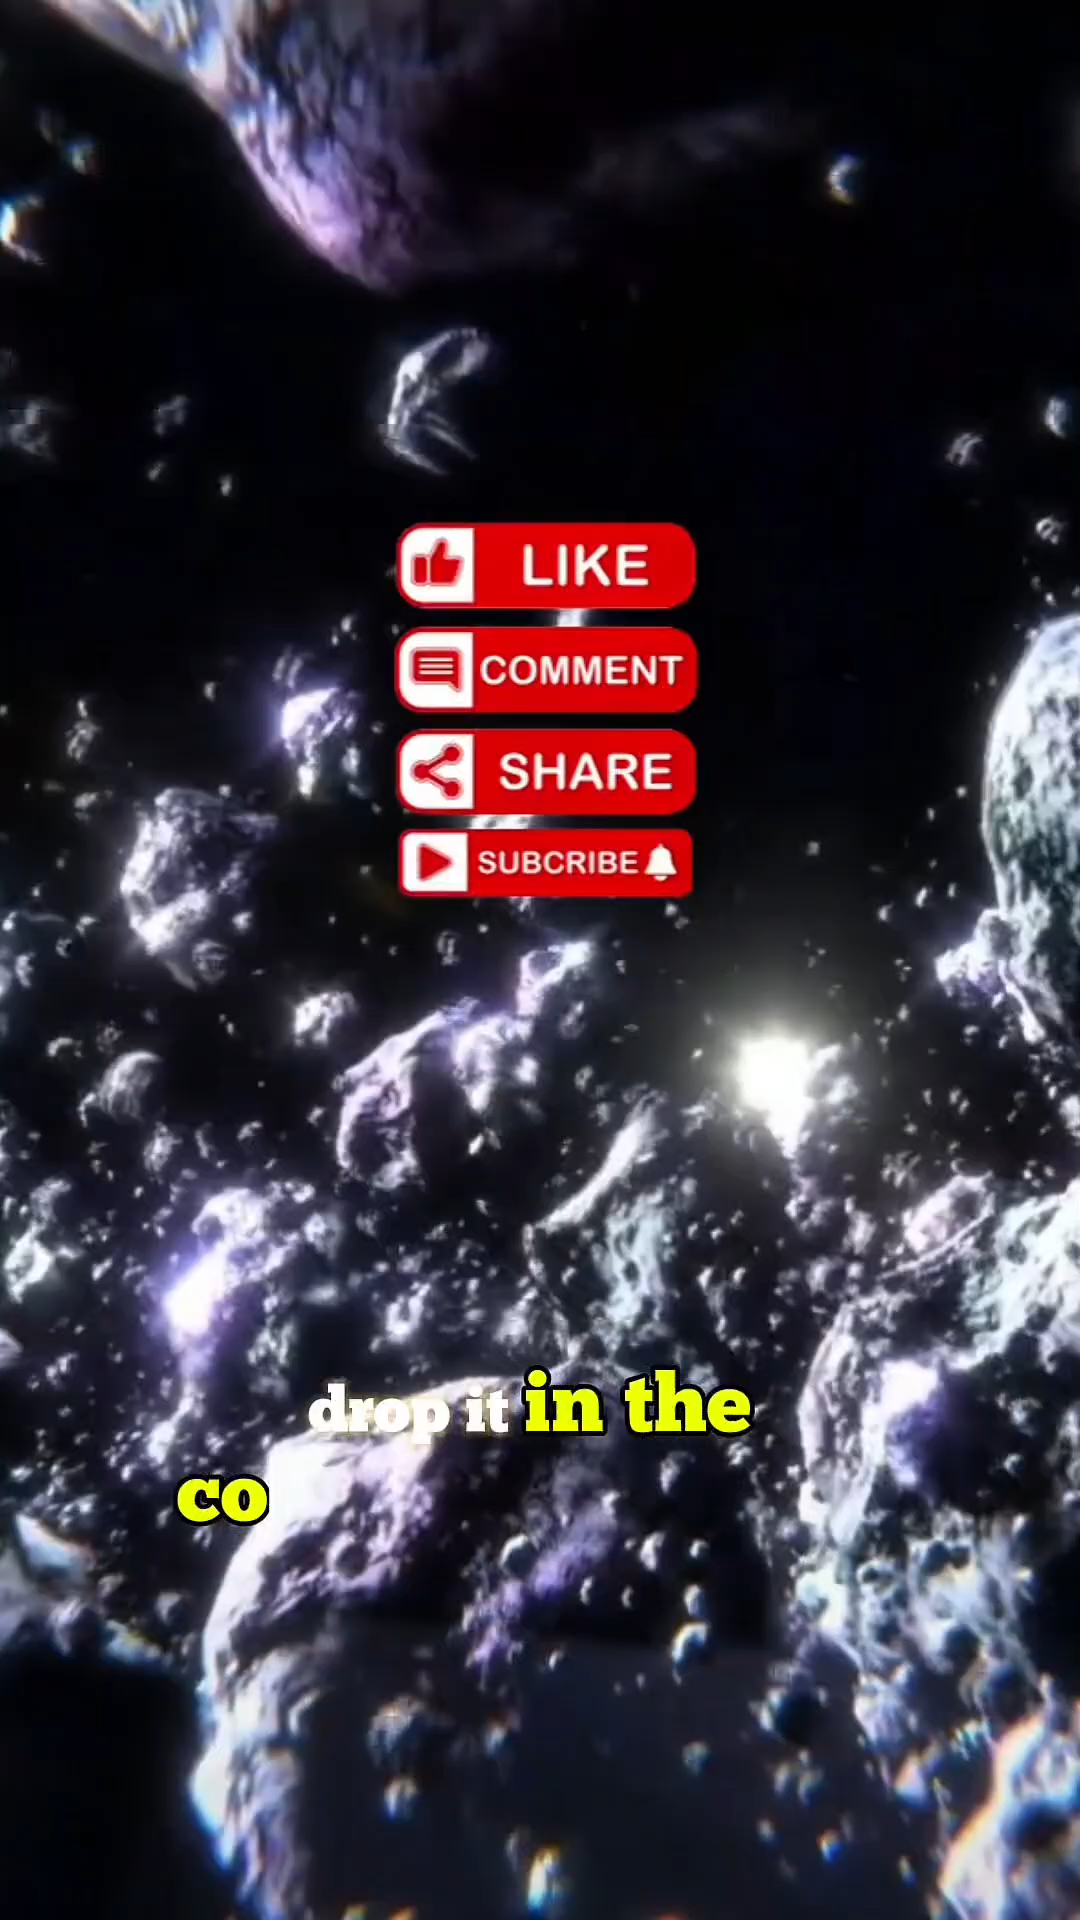 LIKE
COMMENT
SHARE
SUBCRIBE
drop it in the
co